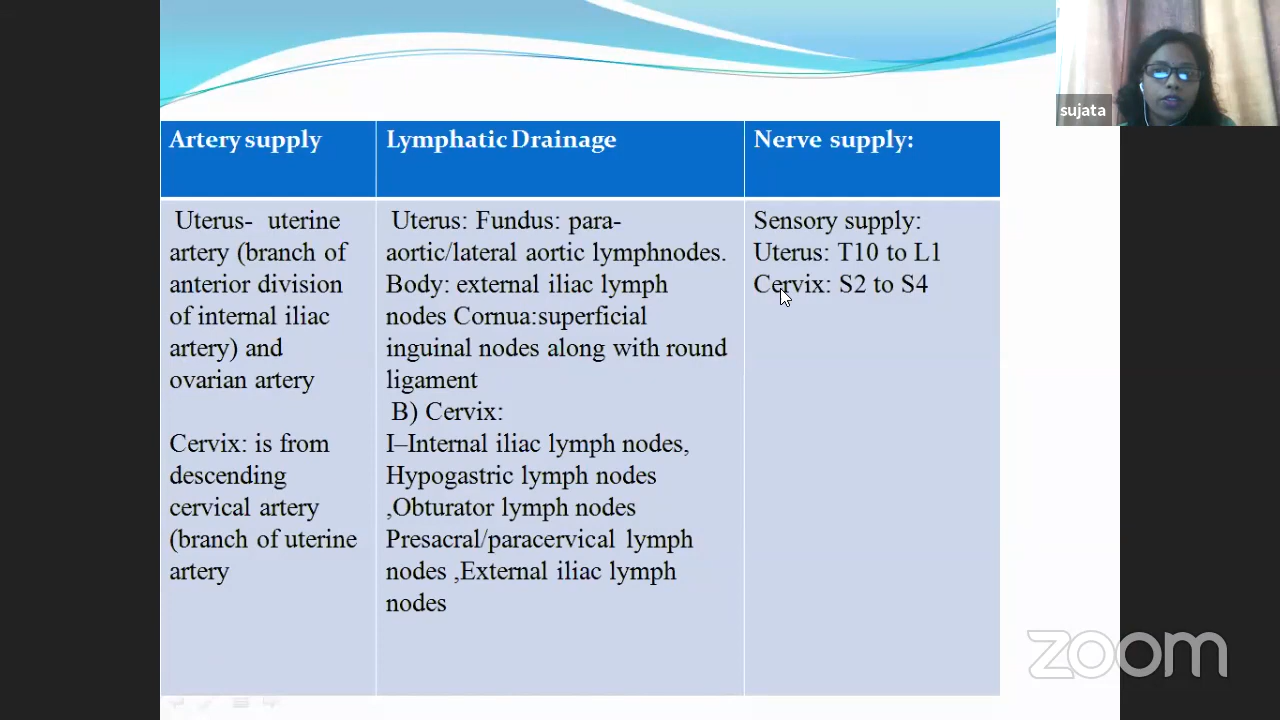 sujata
Artery supply
Lymphatic Drainage
Nerve supply:
Uterus- uterine
artery (branch of
anterior division
of internal iliac
artery) and
ovarian artery
Cervix: is from
descending
cervical artery
(branch of uterine
artery
Uterus: Fundus: para-
aortic/lateral aortic lymphnodes.
Body: external iliac lymph
nodes Cornua:superficial
inguinal nodes along with round
ligament
B) Cervix:
I–Internal iliac lymph nodes,
Hypogastric lymph nodes
,Obturator lymph nodes
Presacral/paracervical lymph
nodes ,External iliac lymph
nodes
Sensory supply:
Uterus: T10 to L1
Cervix: S2 to S4
zoom